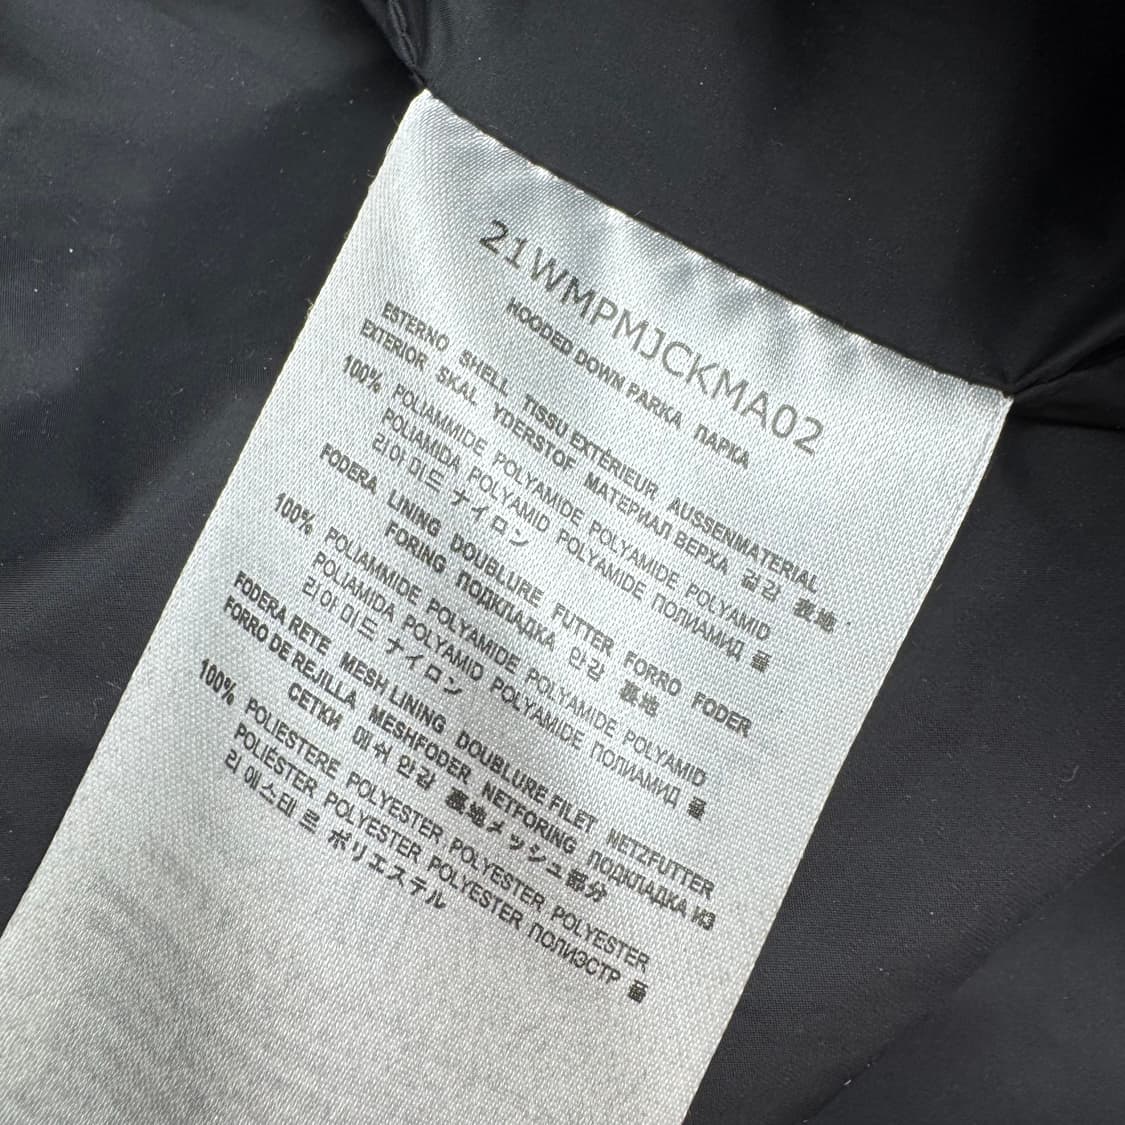 21WMPMJCKMA02
HOODED DOWN PARKA ПАРКА
ESTERNO SHELL TISSU EXTÉRIEUR AUSSENMATERIAL
EXTERIOR SKAL YDERSTOF МАТЕРИАЛ ВЕРХА 겉감 表地
100% POLIAMMIDE POLYAMIDE POLYAMIDE POLYAMID
POLIAMIDA POLYAMID POLYAMIDE ПОЛИАМИД 폴
리아미드 ナイロン
FODERA LINING DOUBLURE FUTTER FORRO FODER
FORING ПОДКЛАДКА 안감 裏地
100% POLIAMMIDE POLYAMIDE POLYAMIDE POLYAMID
POLIAMIDA POLYAMID POLYAMIDE ПОЛИАМИД 폴
리아미드 ナイロン
FODERA RETE MESH LINING DOUBLURE FILET NETZFUTTER
FORRO DE REJILLA MESHFODER NETFORING ПОДКЛАДКА ИЗ
СЕТКИ 메쉬 안감 裏地メッシュ部分
100% POLIESTERE POLYESTER POLYESTER POLYESTER
POLIÉSTER POLYESTER POLYESTER ПОЛИЭСТР 폴
리에스테르 ポリエステル